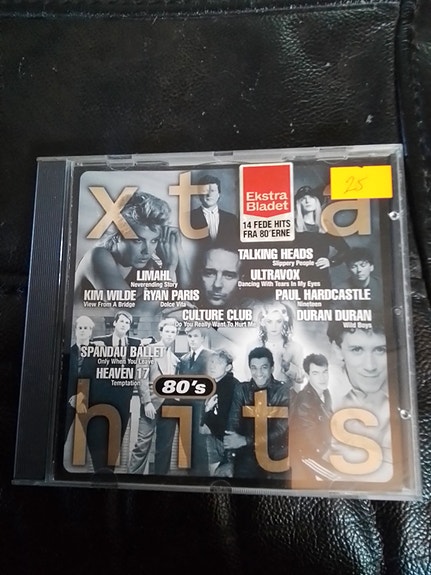 xt a
Ekstra
Bladet
14 FEDE HITS
FRA 80'ERNE
25
TALKING HEADS
Slippery People
LIMAHL
Neverending Story
ULTRAVOX
Dancing With Tears In My Eyes
KIM WILDE
View From A Bridge
RYAN PARIS
Dolce Vita
PAUL HARDCASTLE
Nineteen
CULTURE CLUB
Do You Really Want To Hurt Me
DURAN DURAN
Wild Boys
SPANDAU BALLET
Only When You Leave
HEAVEN 17
Temptation
80's
hits